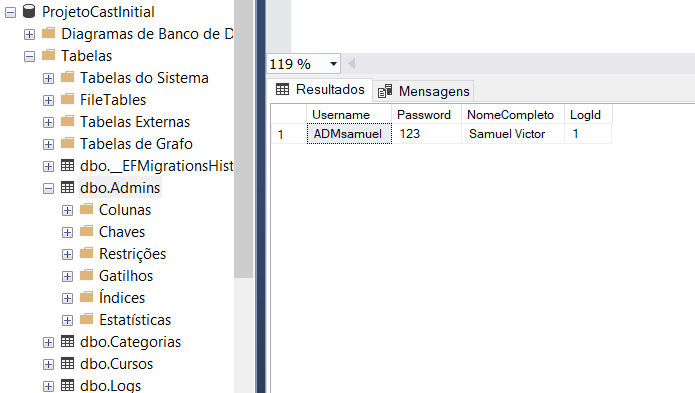 ProjetoCastInitial
Diagramas de Banco de D
Tabelas
Tabelas do Sistema
FileTables
Tabelas Externas
Tabelas de Grafo
dbo.__EFMigrationsHist
dbo.Admins
Colunas
Chaves
Restrições
Gatilhos
Índices
Estatísticas
dbo.Categorias
dbo.Cursos
dbo.Logs
119 %
Resultados Mensagens
Username Password NomeCompleto LogId
1 ADMsamuel 123 Samuel Victor 1